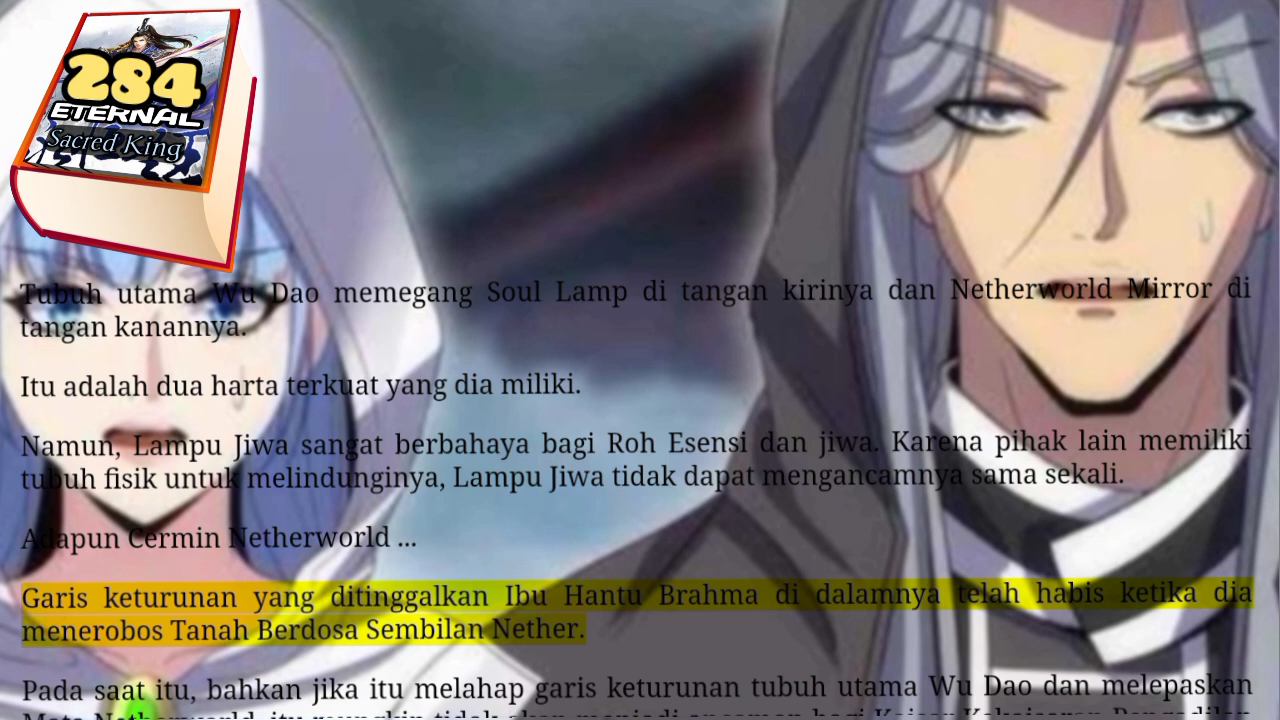 284
ETERNAL
Sacred King
Tubuh utama Wu Dao memegang Soul Lamp di tangan kirinya dan Netherworld Mirror di
tangan kanannya.
Itu adalah dua harta terkuat yang dia miliki.
Namun, Lampu Jiwa sangat berbahaya bagi Roh Esensi dan jiwa. Karena pihak lain memiliki
tubuh fisik untuk melindunginya, Lampu Jiwa tidak dapat mengancamnya sama sekali.
Adapun Cermin Netherworld ...
Garis keturunan yang ditinggalkan Ibu Hantu Brahma di dalamnya telah habis ketika dia
menerobos Tanah Berdosa Sembilan Nether.
Pada saat itu, bahkan jika itu melahap garis keturunan tubuh utama Wu Dao dan melepaskan